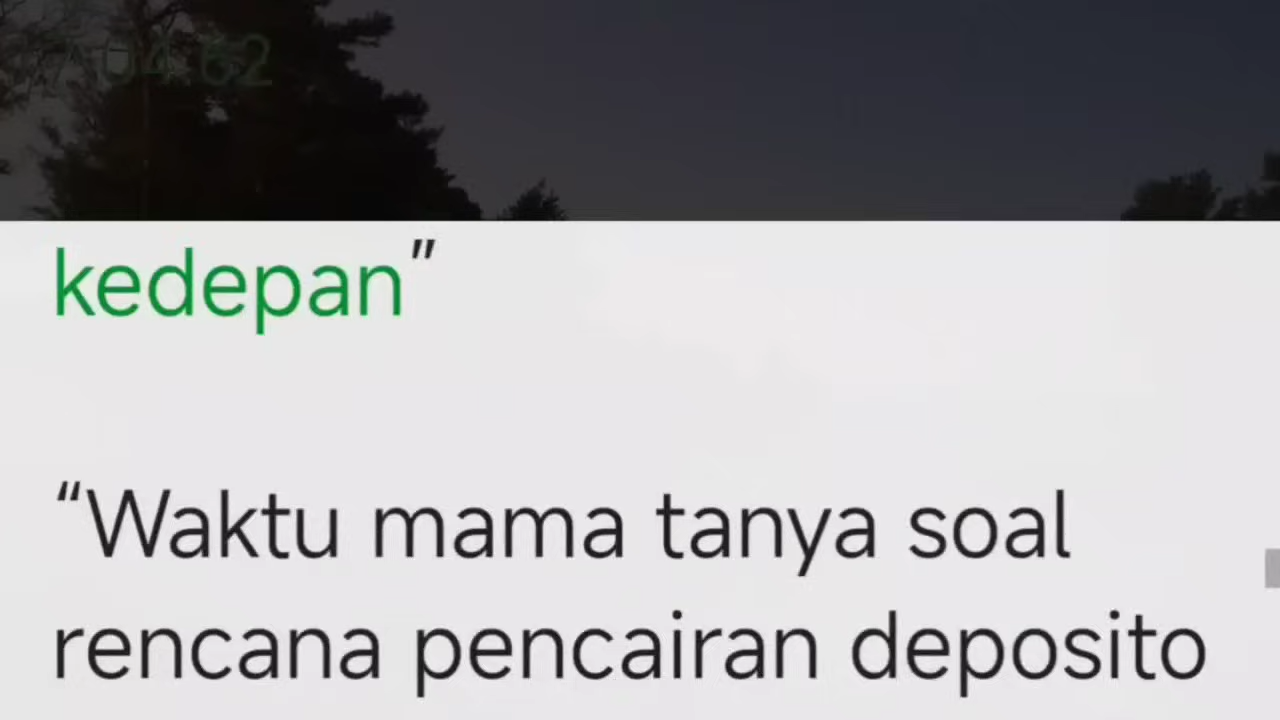 kedepan”
“Waktu mama tanya soal
rencana pencairan deposito